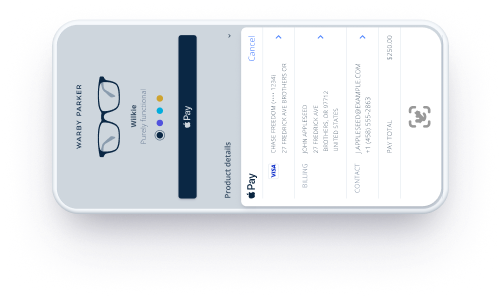 WARBY PARKER
Wilkie
Purely functional
Pay
Product details
Pay
Cancel
VISA
CHASE FREEDOM (•••• 1234)
27 FREDRICK AVE BROTHERS OR
BILLING
JOHN APPLESEED
27 FREDRICK AVE
BROTHERS, OR 97712
UNITED STATES
CONTACT
J.APPLESEED@EXAMPLE.COM
+1 (458) 555-2863
PAY TOTAL
$250.00